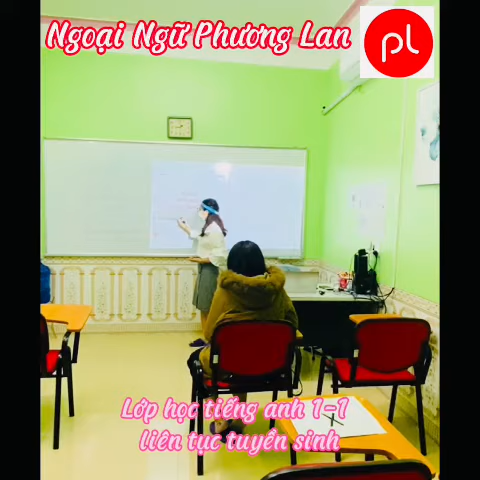 Ngoại Ngữ Phương Lan
pl
Lớp học tiếng anh 1-1
liên tục tuyển sinh
X